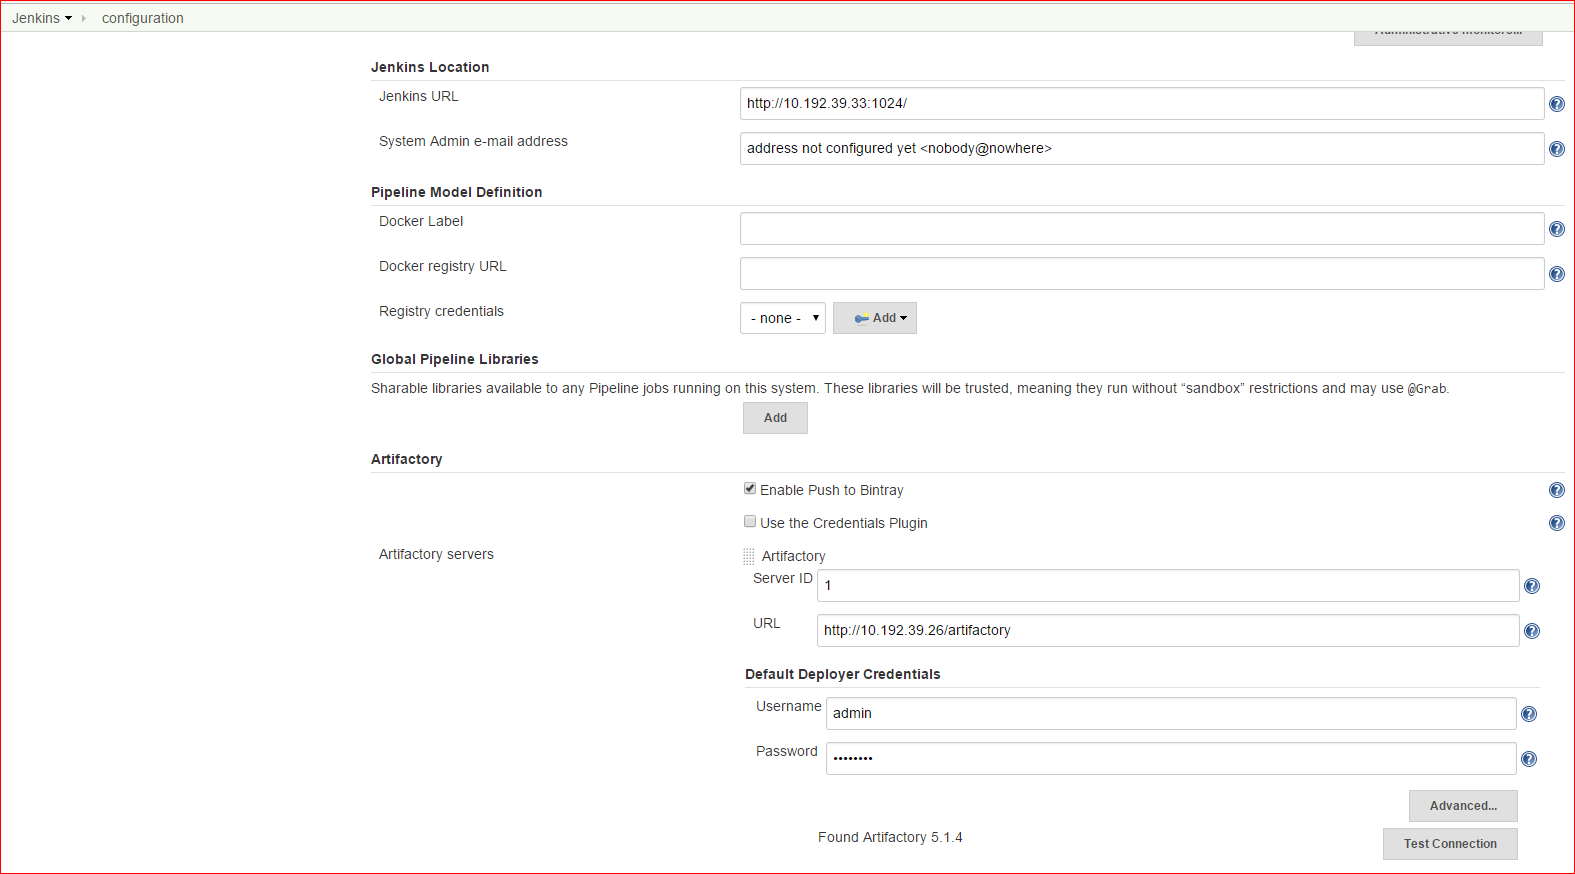 Jenkins configuration
Administrative monitors...
Jenkins Location
Jenkins URL
http://10.192.39.33:1024/
System Admin e-mail address
address not configured yet <nobody@nowhere>
Pipeline Model Definition
Docker Label
Docker registry URL
Registry credentials
- none - Add
Global Pipeline Libraries
Sharable libraries available to any Pipeline jobs running on this system. These libraries will be trusted, meaning they run without “sandbox” restrictions and may use @Grab.
Add
Artifactory
Enable Push to Bintray
Use the Credentials Plugin
Artifactory servers
Artifactory
Server ID
1
URL
http://10.192.39.26/artifactory
Default Deployer Credentials
Username
admin
Password
••••••••
Advanced...
Found Artifactory 5.1.4
Test Connection